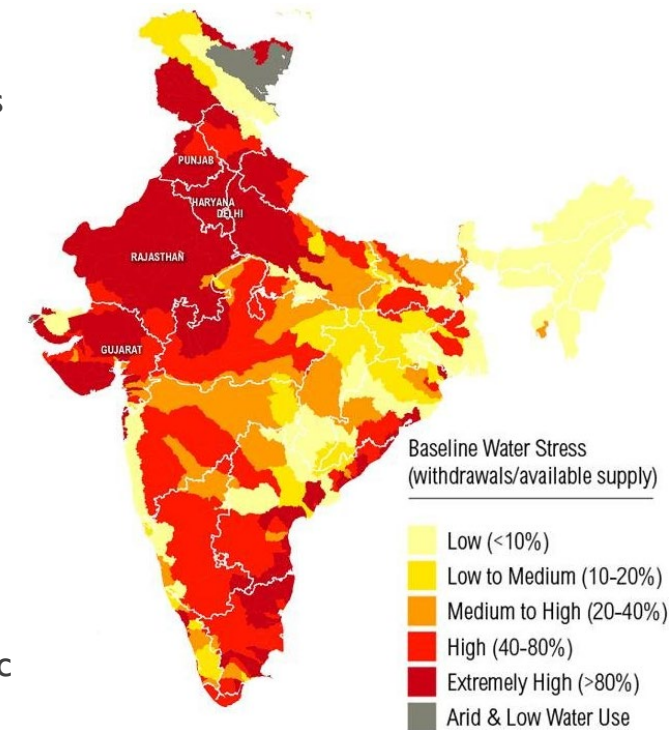 s
PUNJAB
HARYANA
DELHI
RAJASTHAN
GUJARAT
Baseline Water Stress
(withdrawals/available supply)
Low (<10%)
Low to Medium (10-20%)
Medium to High (20-40%)
High (40-80%)
Extremely High (>80%)
Arid & Low Water Use
c